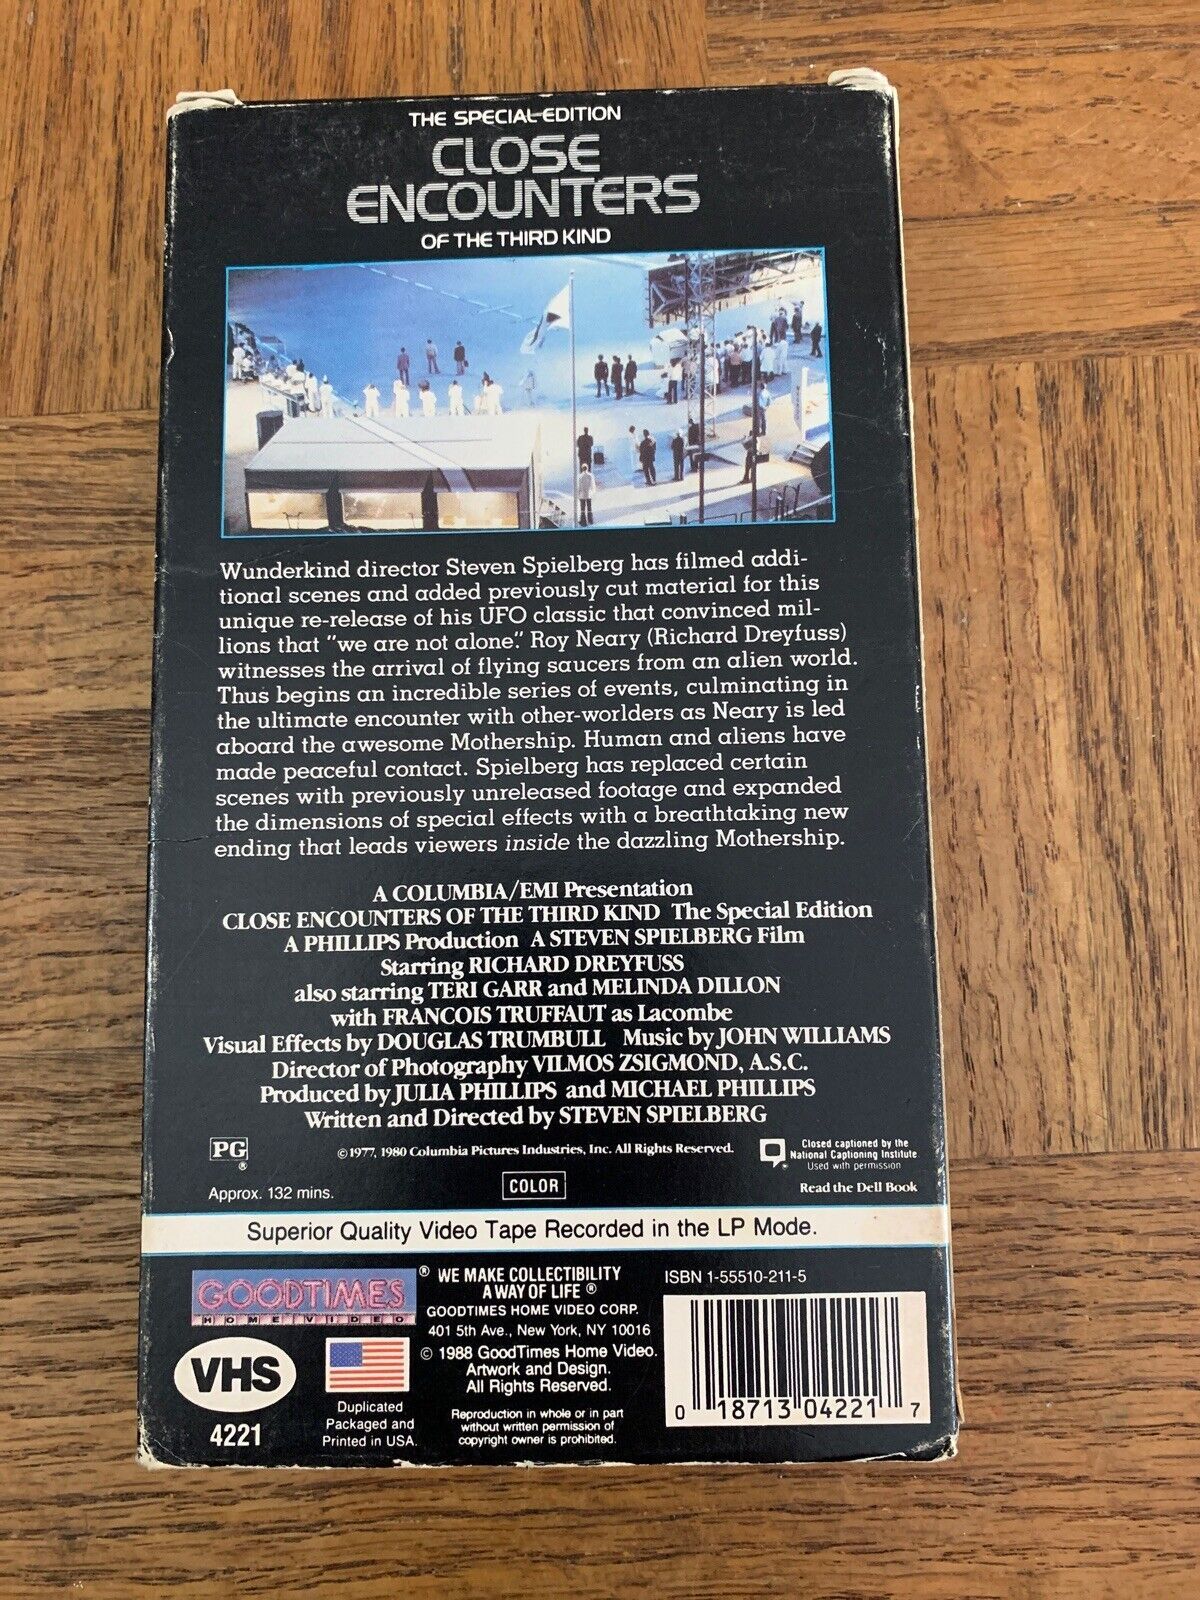 THE SPECIAL EDITION
CLOSE
ENCOUNTERS
OF THE THIRD KIND
Wunderkind director Steven Spielberg has filmed addi-
tional scenes and added previously cut material for this
unique re-release of his UFO classic that convinced mil-
lions that "we are not alone." Roy Neary (Richard Dreyfuss)
witnesses the arrival of flying saucers from an alien world.
Thus begins an incredible series of events, culminating in
the ultimate encounter with other-worlders as Neary is led
aboard the awesome Mothership. Human and aliens have
made peaceful contact. Spielberg has replaced certain
scenes with previously unreleased footage and expanded
the dimensions of special effects with a breathtaking new
ending that leads viewers inside the dazzling Mothership.
A COLUMBIA/EMI Presentation
CLOSE ENCOUNTERS OF THE THIRD KIND The Special Edition
A PHILLIPS Production A STEVEN SPIELBERG Film
Starring RICHARD DREYFUSS
also starring TERI GARR and MELINDA DILLON
with FRANCOIS TRUFFAUT as Lacombe
Visual Effects by DOUGLAS TRUMBULL Music by JOHN WILLIAMS
Director of Photography VILMOS ZSIGMOND, A.S.C.
Produced by JULIA PHILLIPS and MICHAEL PHILLIPS
Written and Directed by STEVEN SPIELBERG
PG ®
© 1977, 1980 Columbia Pictures Industries, Inc. All Rights Reserved.
Closed captioned by the
National Captioning Institute
Used with permission
Approx. 132 mins.
COLOR
Read the Dell Book
Superior Quality Video Tape Recorded in the LP Mode.
GOODTIMES ®
HOME VIDEO
WE MAKE COLLECTIBILITY
A WAY OF LIFE ®
GOODTIMES HOME VIDEO CORP.
401 5th Ave., New York, NY 10016
© 1988 GoodTimes Home Video.
Artwork and Design.
All Rights Reserved.
Reproduction in whole or in part
without written permission of
copyright owner is prohibited.
VHS
4221
Duplicated
Packaged and
Printed in USA.
ISBN 1-55510-211-5
0 18713 04221 7